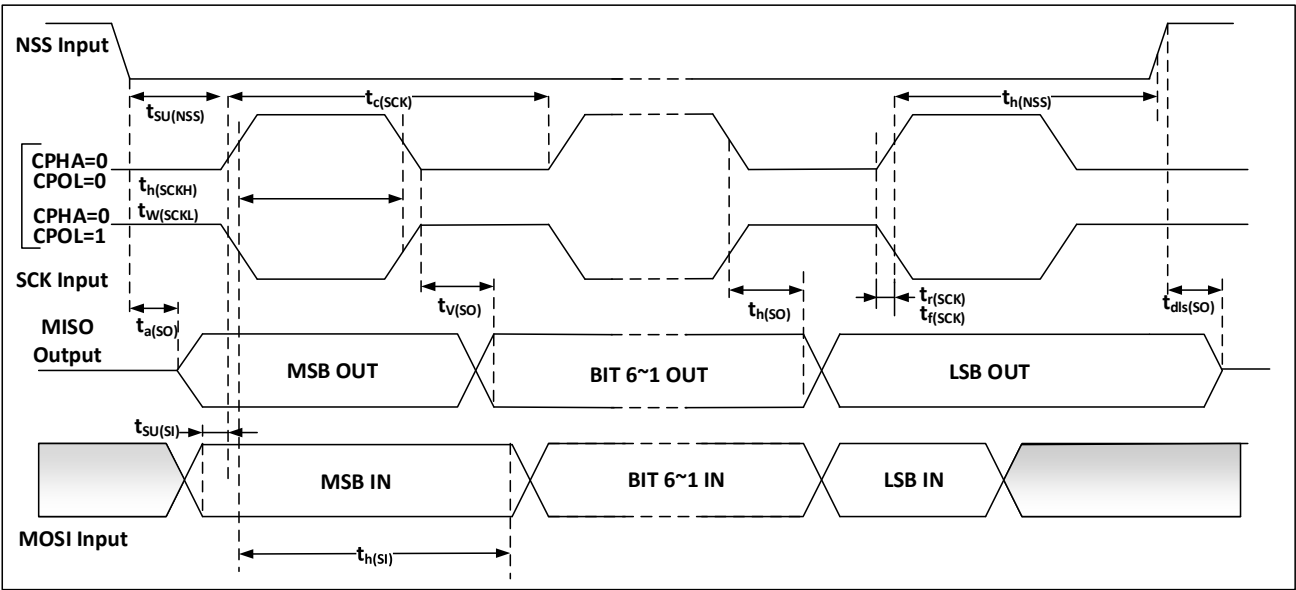 NSS Input
tSU(NSS)
tc(SCK)
th(NSS)
CPHA=0
CPOL=0
th(SCKH)
tW(SCKL)
CPHA=0
CPOL=1
SCK Input
ta(SO)
tV(SO)
th(SO)
tr(SCK)
tf(SCK)
tdls(SO)
MISO
Output
MSB OUT
BIT 6~1 OUT
LSB OUT
tSU(SI)
MSB IN
BIT 6~1 IN
LSB IN
MOSI Input
th(SI)